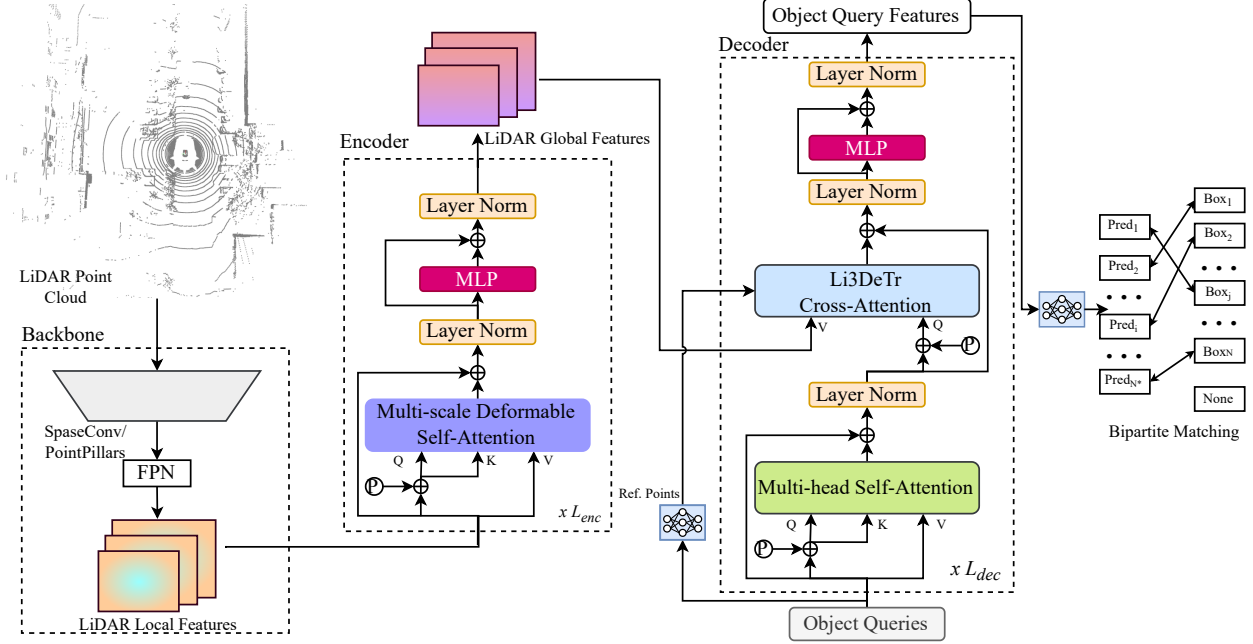 LiDAR Point
Cloud
Backbone
SpaseConv/
PointPillars
FPN
LiDAR Local Features
Encoder
LiDAR Global Features
Layer Norm
MLP
Layer Norm
Multi-scale Deformable
Self-Attention
Q
K
V
P
x L_enc
Object Query Features
Decoder
Layer Norm
MLP
Layer Norm
Li3DeTr
Cross-Attention
V
Q
P
Layer Norm
Multi-head Self-Attention
Q
K
V
P
x L_dec
Ref. Points
Object Queries
Pred1
Pred2
• • •
Predi
• • •
PredN*
Box1
Box2
• • •
Boxj
• • •
BoxN
None
Bipartite Matching